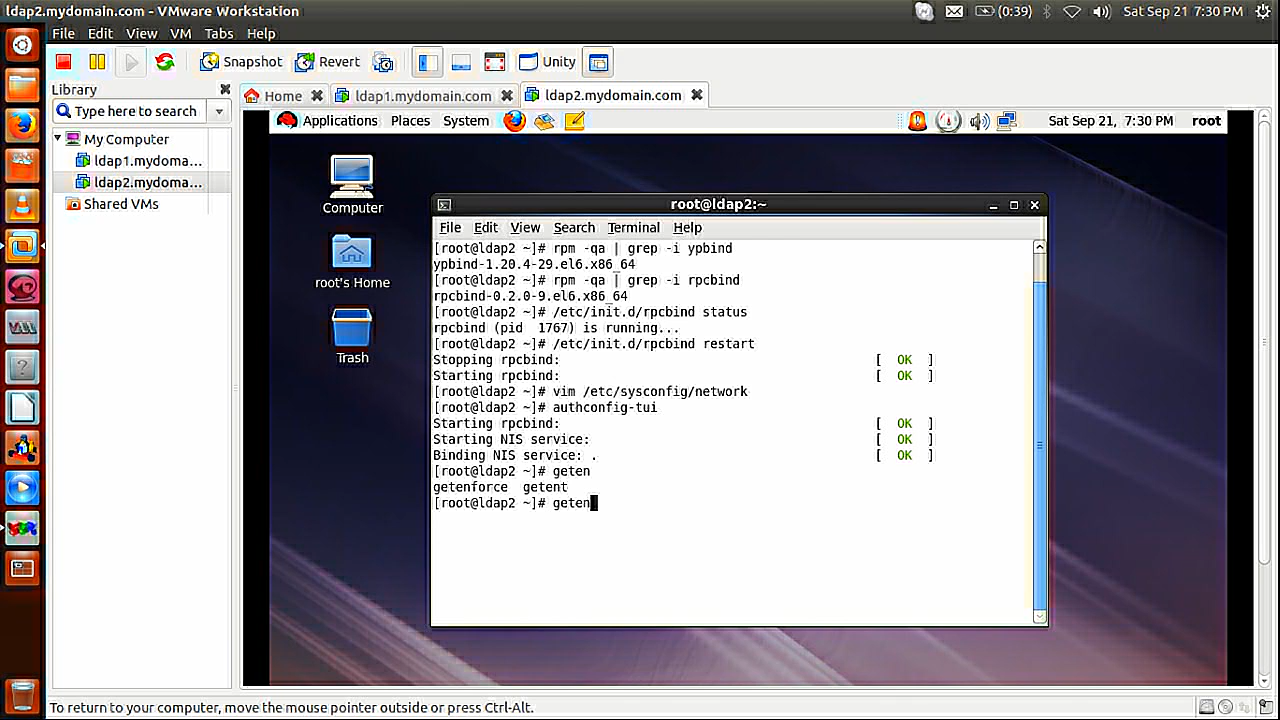 ldap2.mydomain.com - VMware Workstation
(0:39)
Sat Sep 21 7:30 PM
File Edit View VM Tabs Help
Snapshot
Revert
Unity
Library
Type here to search
My Computer
ldap1.mydoma...
ldap2.mydoma...
Shared VMs
Home
ldap1.mydomain.com
ldap2.mydomain.com
Applications Places System
Sat Sep 21, 7:30 PM
root
Computer
root's Home
Trash
root@ldap2:~
File Edit View Search Terminal Help
[root@ldap2 ~]# rpm -qa | grep -i ypbind
ypbind-1.20.4-29.el6.x86_64
[root@ldap2 ~]# rpm -qa | grep -i rpcbind
rpcbind-0.2.0-9.el6.x86_64
[root@ldap2 ~]# /etc/init.d/rpcbind status
rpcbind (pid  1767) is running...
[root@ldap2 ~]# /etc/init.d/rpcbind restart
Stopping rpcbind: [  OK  ]
Starting rpcbind: [  OK  ]
[root@ldap2 ~]# vim /etc/sysconfig/network
[root@ldap2 ~]# authconfig-tui
Starting rpcbind: [  OK  ]
Starting NIS service: [  OK  ]
Binding NIS service: . [  OK  ]
[root@ldap2 ~]# geten
getenforce  getent
[root@ldap2 ~]# geten
To return to your computer, move the mouse pointer outside or press Ctrl-Alt.